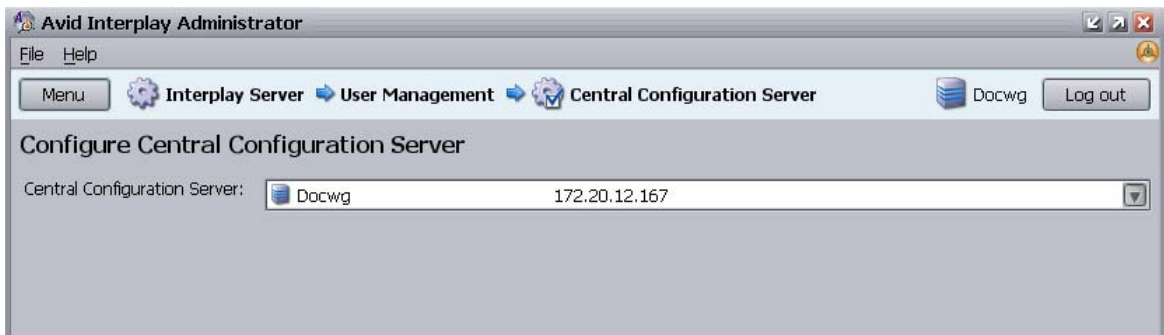 Avid Interplay Administrator
File Help
Menu Interplay Server User Management Central Configuration Server Docwg Log out
Configure Central Configuration Server
Central Configuration Server: Docwg 172.20.12.167